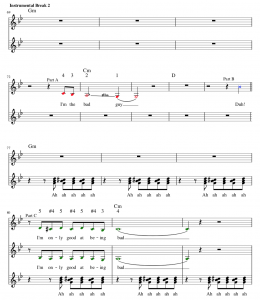 Instrumental Break 2
Gm
Cm
Part A 4 3 2 1 D Part B
I'm the bad guy Duh!
Gm
Ah ah ah ah Ah ah ah ah Ah ah ah ah
Cm
Part C 5 #4 5 #4 5 #4 3 4
I'm on - ly good at be - ing bad
Ah ah ah ah Ah ah ah ah Ah ah ah ah